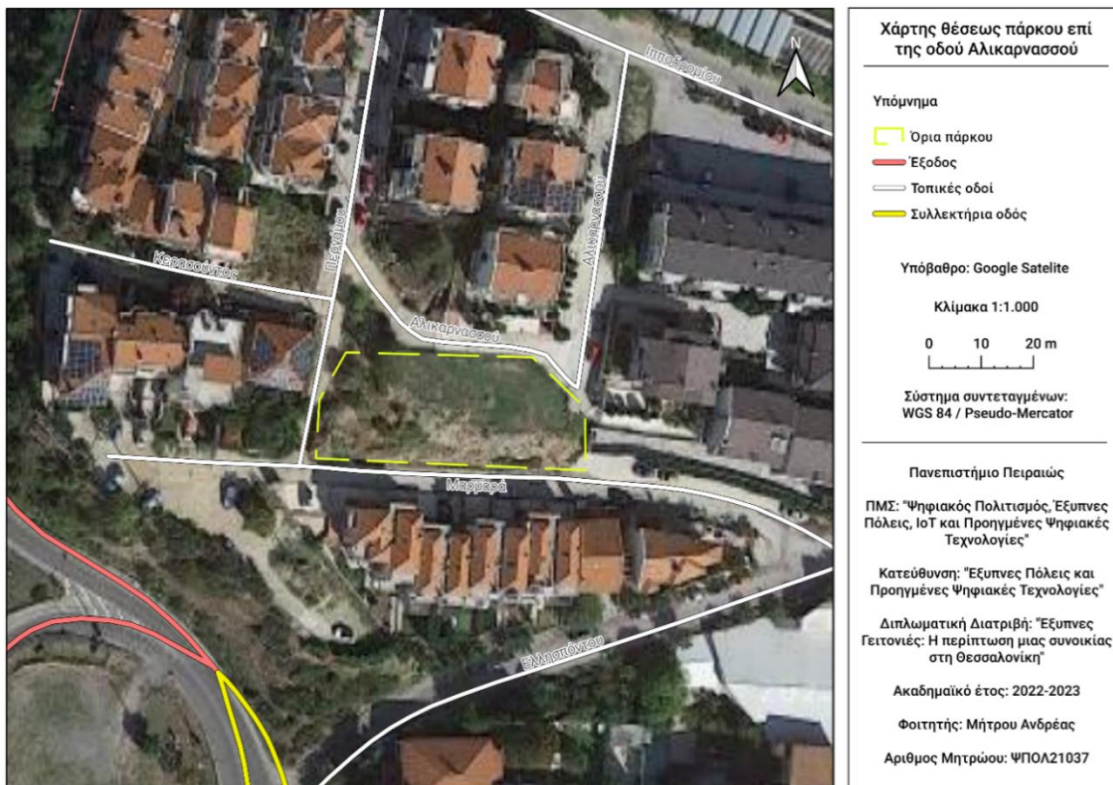 Ιπποδρομίου
N
Περγάμου
Αλικαρνασσού
Κερασούντος
Αλικαρνασσού
Μαρμαρά
Ελλησπόντου
Χάρτης θέσεως πάρκου επί
της οδού Αλικαρνασσού
Υπόμνημα
Όρια πάρκου
Έξοδος
Τοπικές οδοί
Συλλεκτήρια οδός
Υπόβαθρο: Google Satelite
Κλίμακα 1:1.000
0 10 20 m
Σύστημα συντεταγμένων:
WGS 84 / Pseudo-Mercator
Πανεπιστήμιο Πειραιώς
ΠΜΣ: "Ψηφιακός Πολιτισμός, Έξυπνες
Πόλεις, IoT και Προηγμένες Ψηφιακές
Τεχνολογίες"
Κατεύθυνση: "Έξυπνες Πόλεις και
Προηγμένες Ψηφιακές Τεχνολογίες"
Διπλωματική Διατριβή: "Έξυπνες
Γειτονιές: Η περίπτωση μιας συνοικίας
στη Θεσσαλονίκη"
Ακαδημαϊκό έτος: 2022-2023
Φοιτητής: Μήτρου Ανδρέας
Αριθμος Μητρώου: ΨΠΟΛ21037